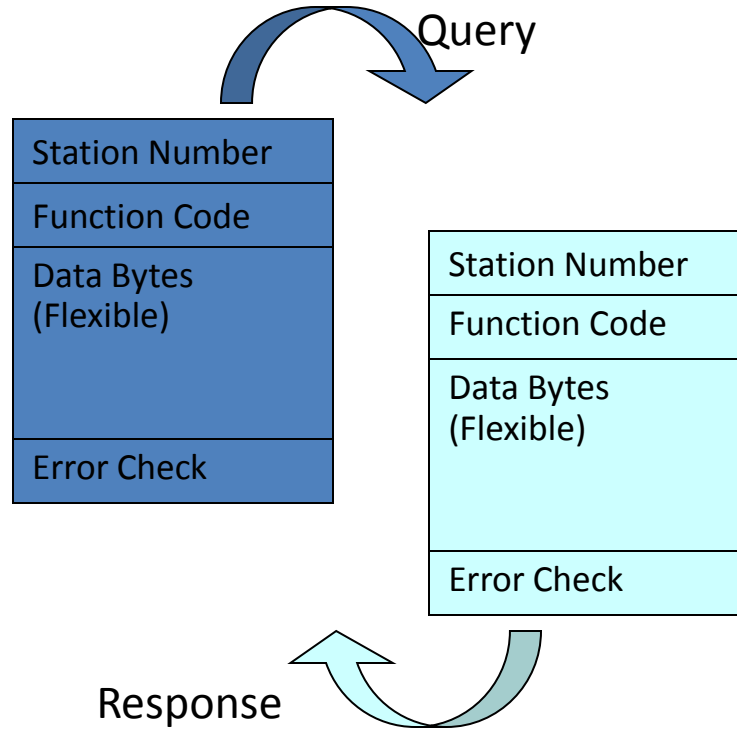 Query
Station Number
Function Code
Data Bytes
(Flexible)
Error Check
Station Number
Function Code
Data Bytes
(Flexible)
Error Check
Response